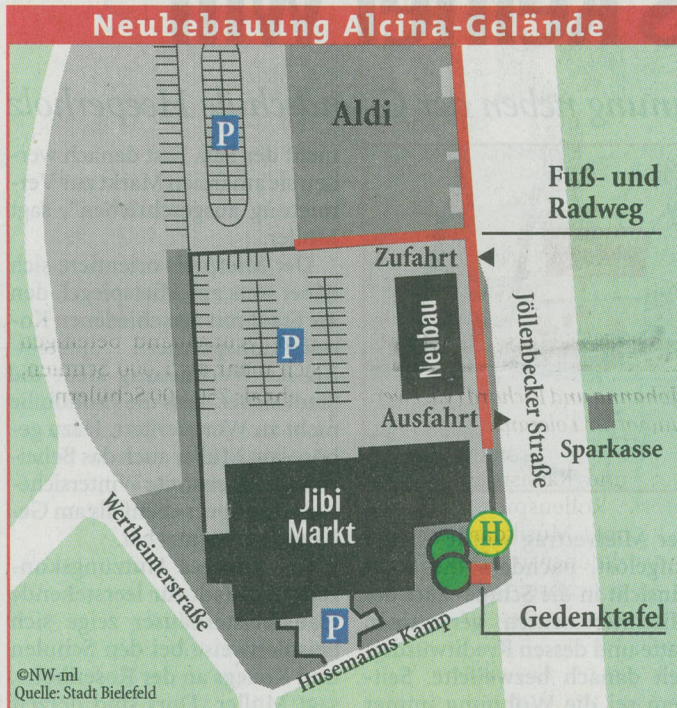 Neubebauung Alcina-Gelände
Aldi
P
Fuß- und
Radweg
Zufahrt
Neubau
P
Jöllenbecker Straße
Ausfahrt
Sparkasse
Jibi
Markt
H
Wertheimerstraße
P
Husemanns Kamp
Gedenktafel
©NW-ml
Quelle: Stadt Bielefeld